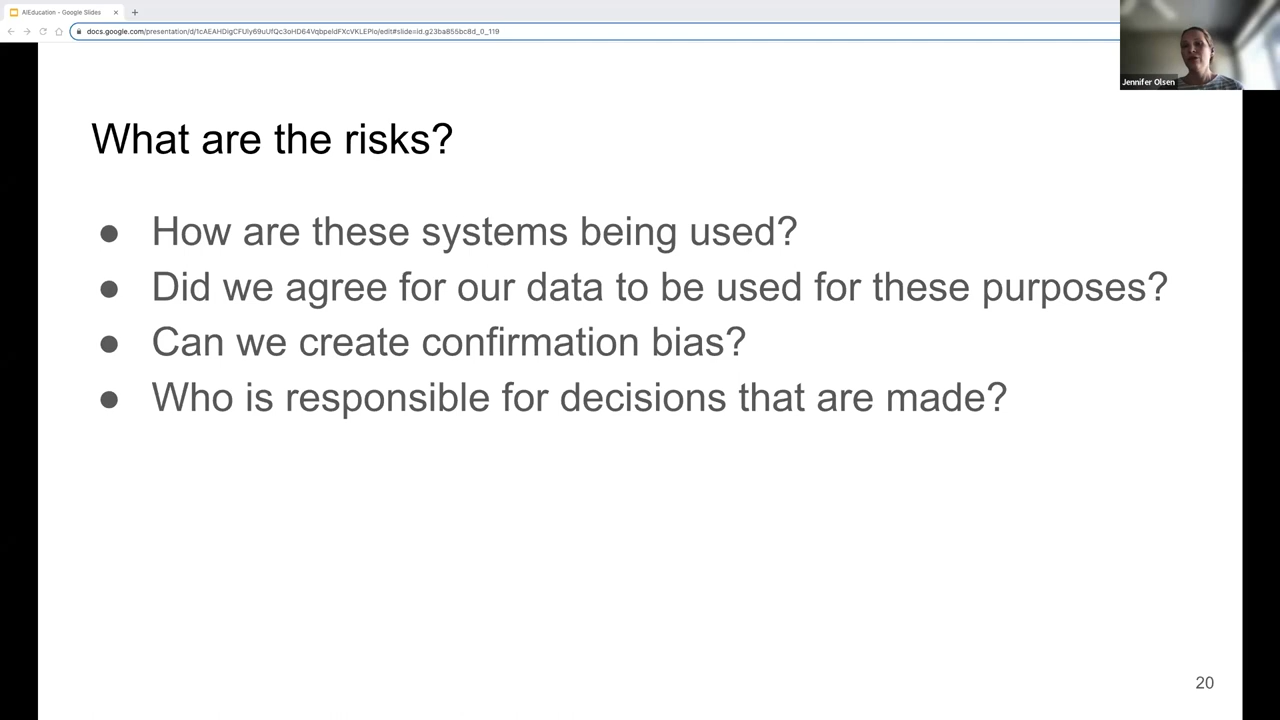 AIEducation - Google Slides
docs.google.com/presentation/d/1cAEAHDigCFUIy69uUfQc3oHD64VqbpeldFXcVKLEPIo/edit#slide=id.g23ba855bc8d_0_119
Jennifer Olsen
What are the risks?
● How are these systems being used?
● Did we agree for our data to be used for these purposes?
● Can we create confirmation bias?
● Who is responsible for decisions that are made?
20